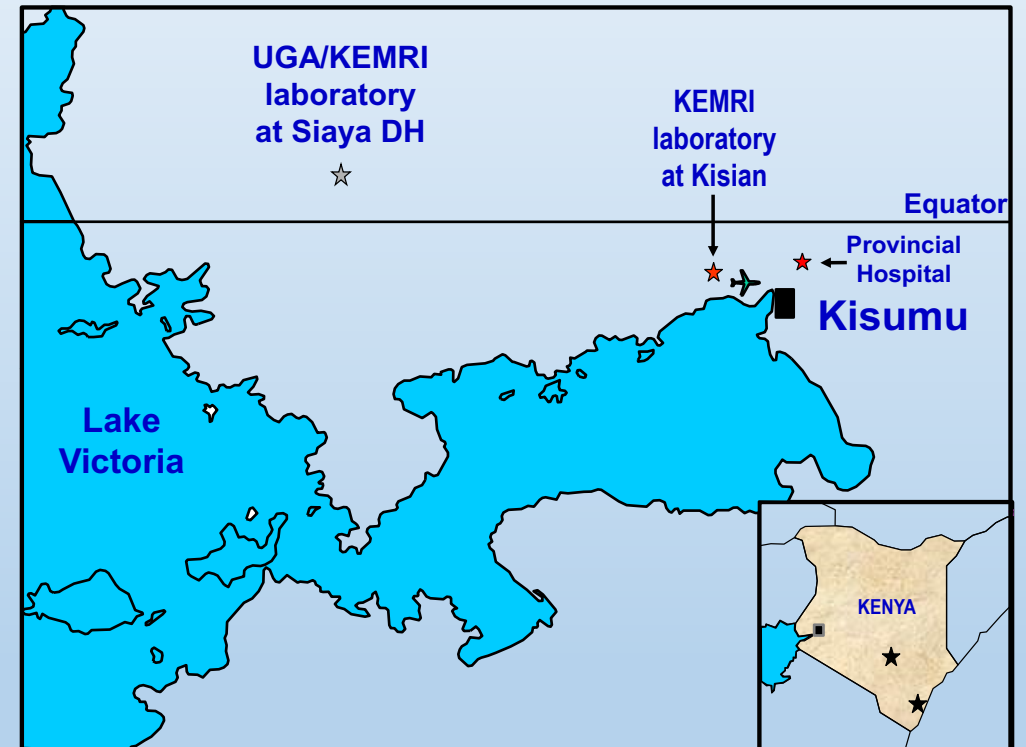 UGA/KEMRI
laboratory
at Siaya DH
KEMRI
laboratory
at Kisian
Equator
Provincial
Hospital
Kisumu
Lake
Victoria
KENYA